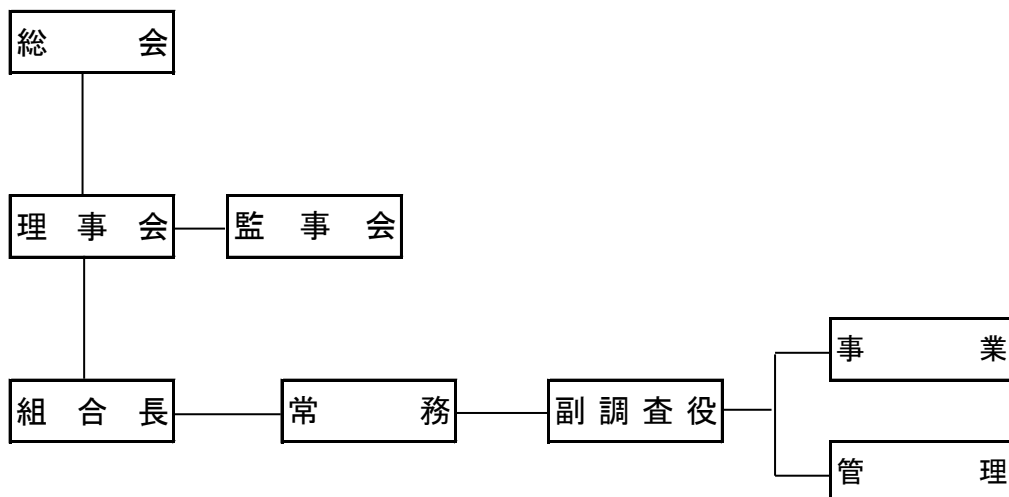 総会
理事会
監事会
組合長
常務
副調査役
事業
管理